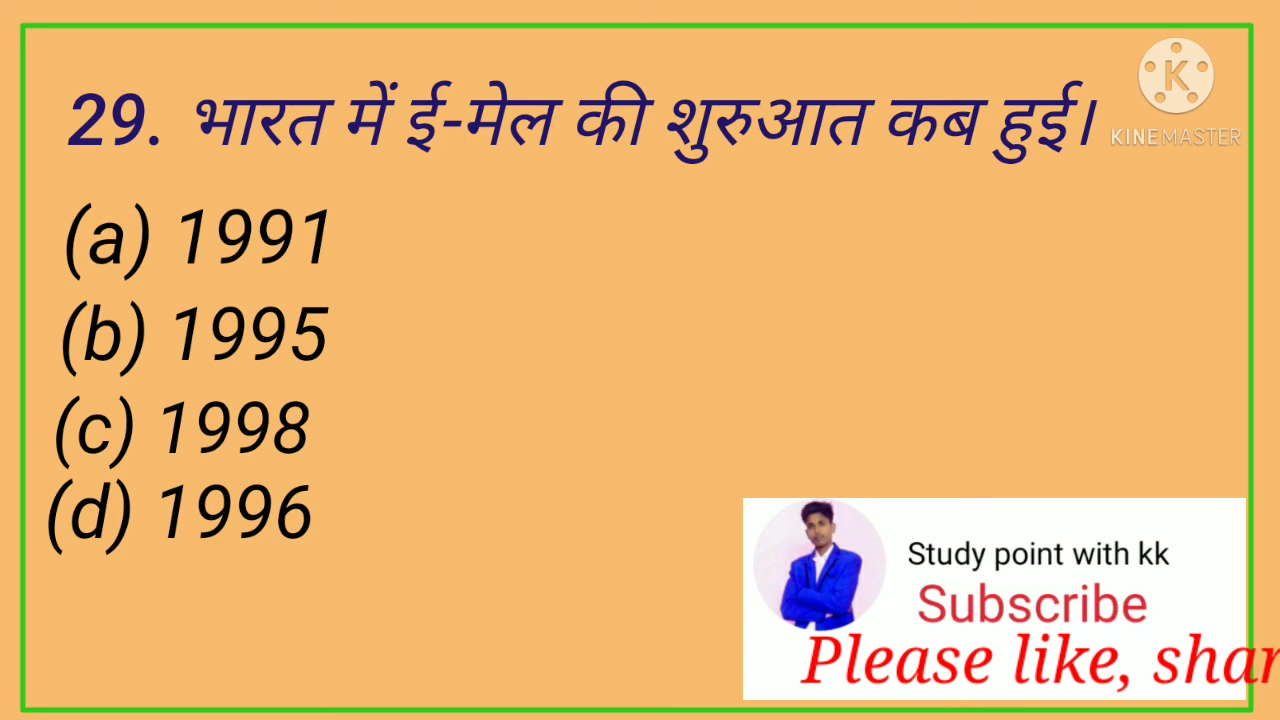 29. भारत में ई-मेल की शुरुआत कब हुई।
K
KINEMASTER
(a) 1991
(b) 1995
(c) 1998
(d) 1996
Study point with kk
Subscribe
Please like, shar